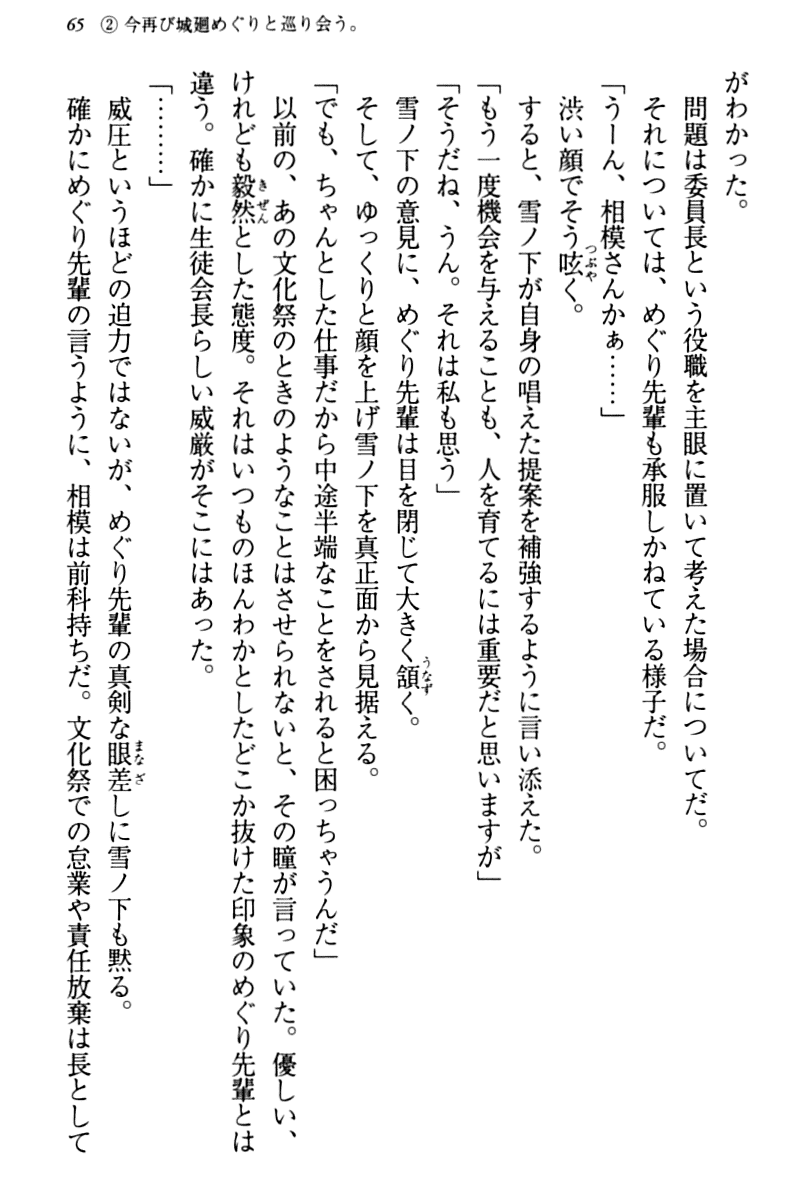 65 ② 今再び城廻めぐりと巡り会う。
がわかった。
問題は委員長という役職を主眼に置いて考えた場合についてだ。
それについては、めぐり先輩も承服しかねている様子だ。
「うーん、相模さんかぁ……」
渋い顔でそう呟く。
すると、雪ノ下が自身の唱えた提案を補強するように言い添えた。
「もう一度機会を与えることも、人を育てるには重要だと思いますが」
「そうだね、うん。それは私も思う」
雪ノ下の意見に、めぐり先輩は目を閉じて大きく頷く。
そして、ゆっくりと顔を上げ雪ノ下を真正面から見据える。
「でも、ちゃんとした仕事だから中途半端なことをされると困っちゃうんだ」
以前の、あの文化祭のときのようなことはさせられないと、その瞳が言っていた。優しい、
けれども毅然とした態度。それはいつものほんわかとしたどこか抜けた印象のめぐり先輩とは
違う。確かに生徒会長らしい威厳がそこにはあった。
「………」
威圧というほどの迫力ではないが、めぐり先輩の真剣な眼差しに雪ノ下も黙る。
確かにめぐり先輩の言うように、相模は前科持ちだ。文化祭での怠業や責任放棄は長として